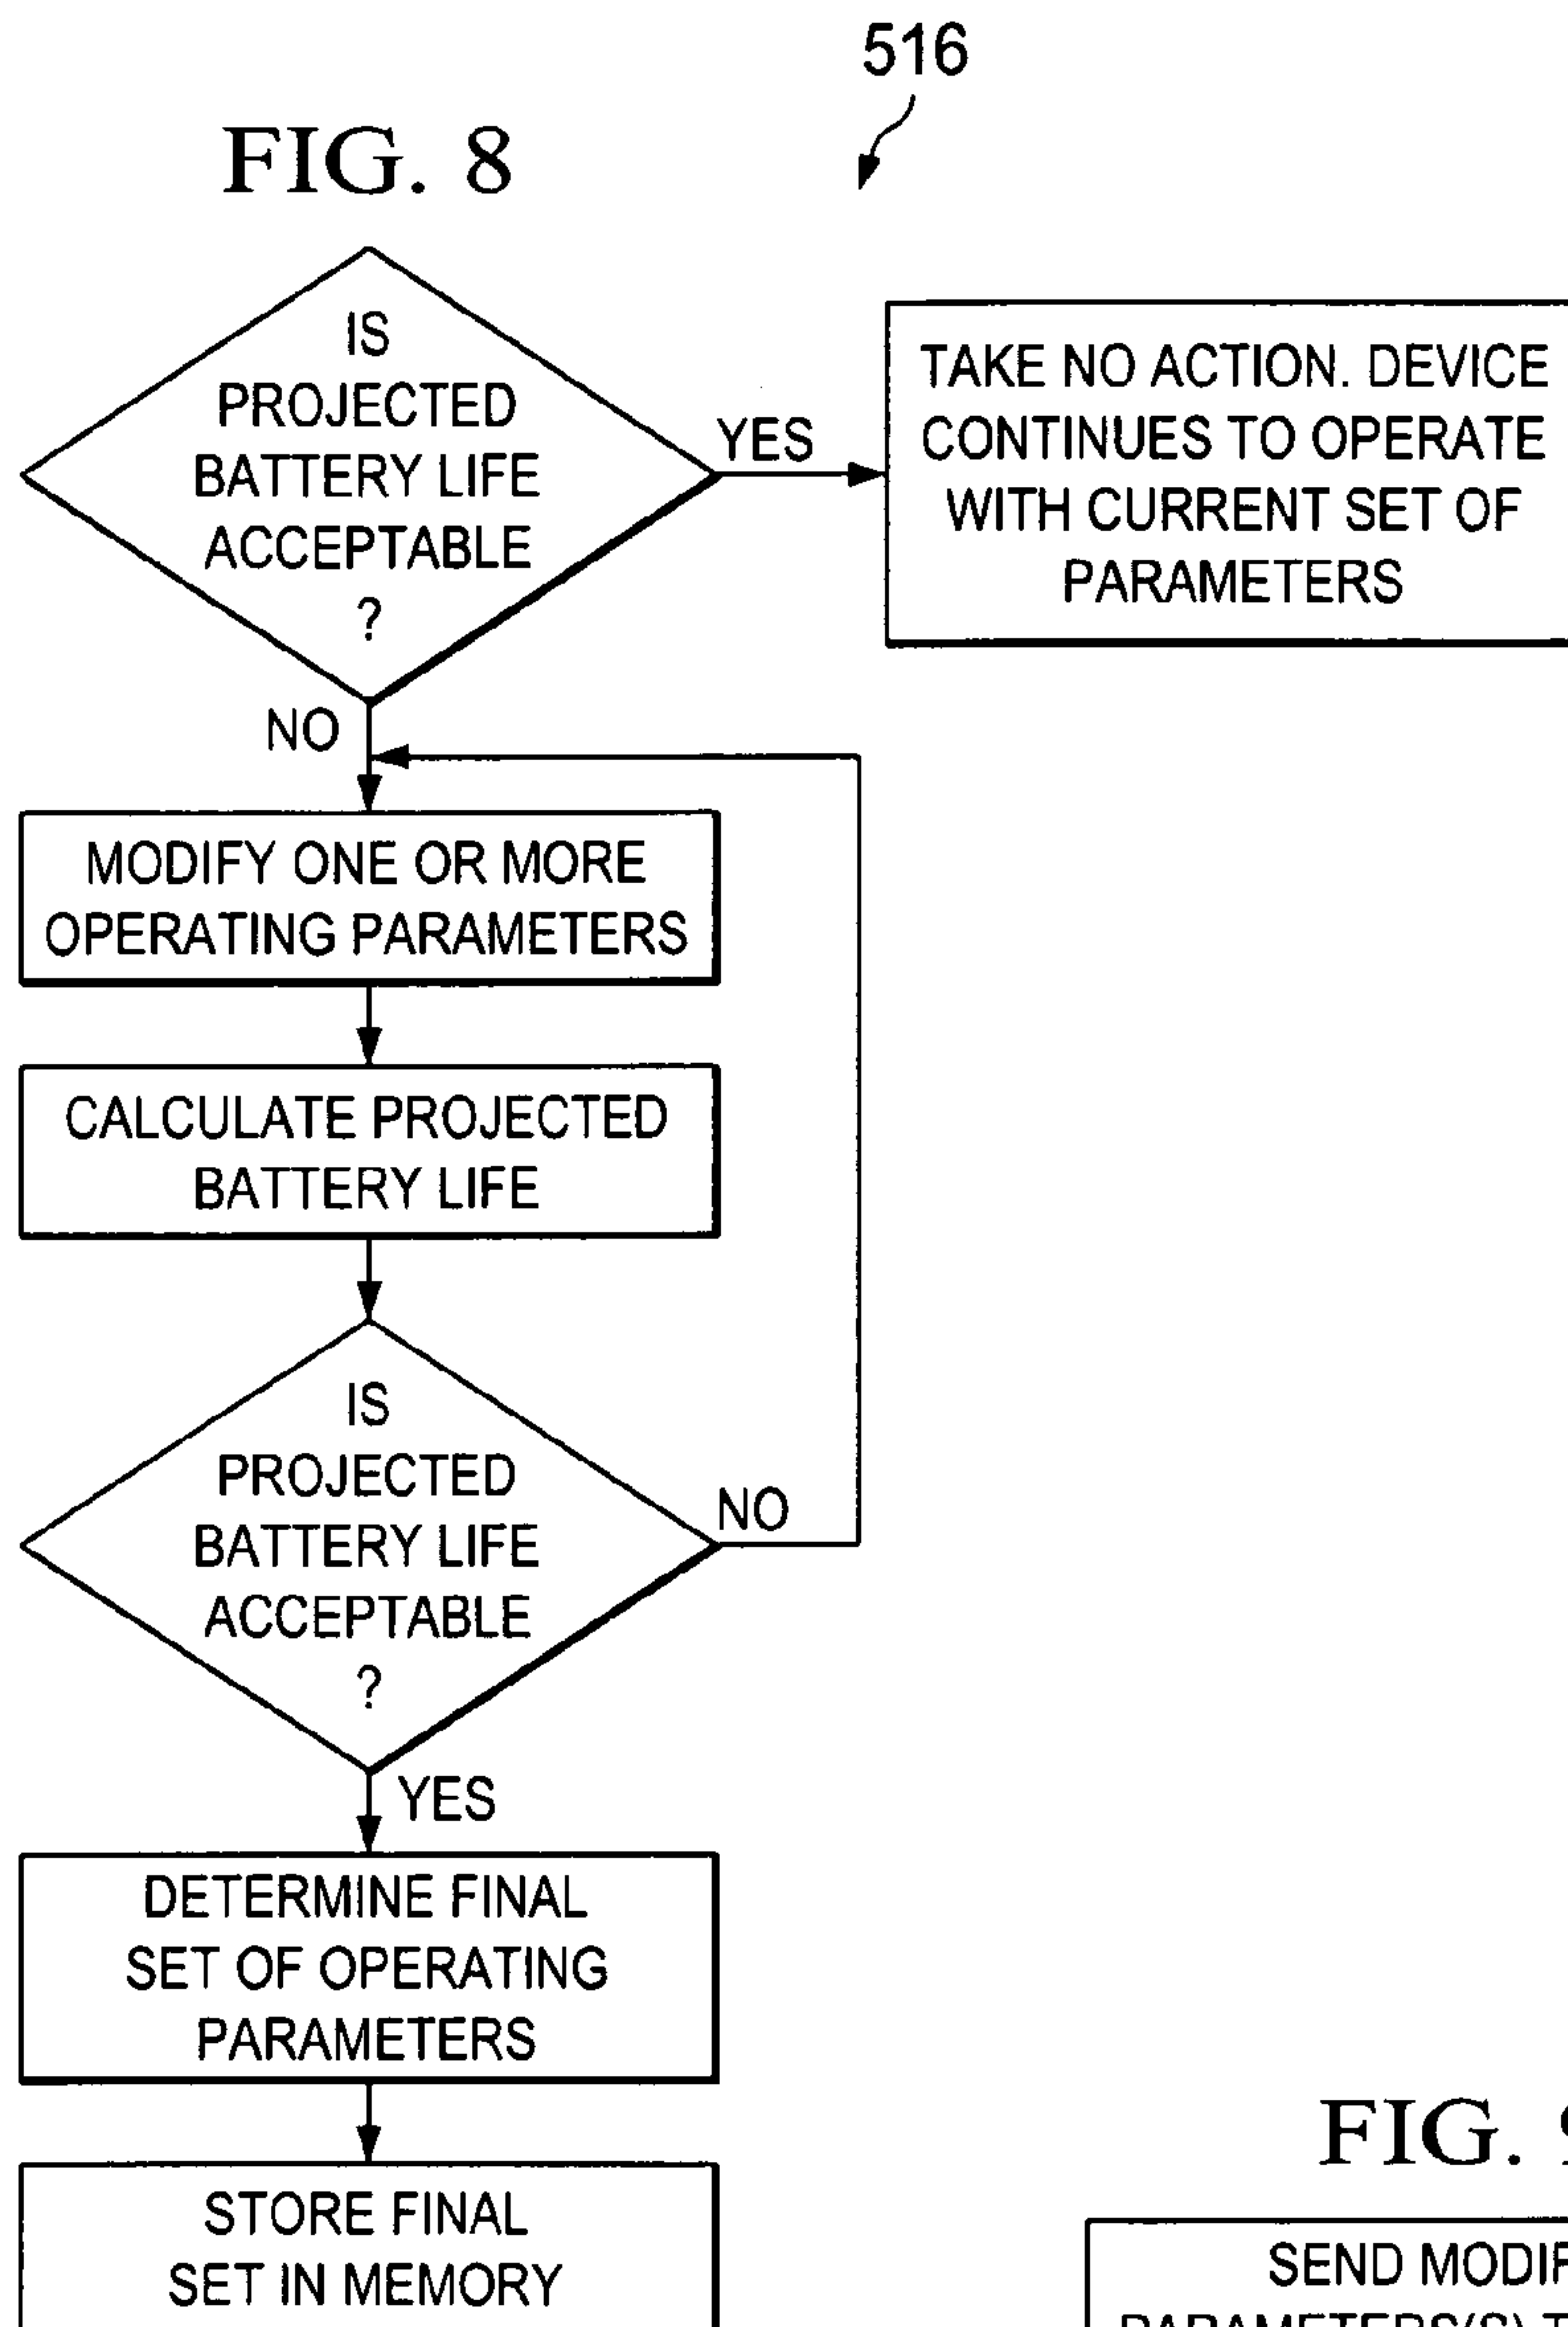 516
FIG. 8
IS
PROJECTED
BATTERY LIFE
ACCEPTABLE
?
YES
TAKE NO ACTION. DEVICE
CONTINUES TO OPERATE
WITH CURRENT SET OF
PARAMETERS
NO
MODIFY ONE OR MORE
OPERATING PARAMETERS
CALCULATE PROJECTED
BATTERY LIFE
IS
PROJECTED
BATTERY LIFE
ACCEPTABLE
?
NO
YES
DETERMINE FINAL
SET OF OPERATING
PARAMETERS
STORE FINAL
SET IN MEMORY
FIG.
SEND
PARAMETERS(S)